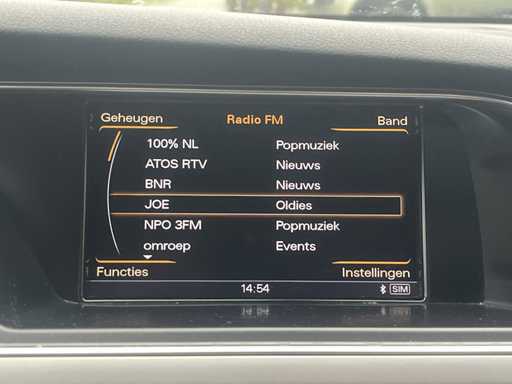 Geheugen Radio FM Band
100% NL Popmuziek
ATOS RTV Nieuws
BNR Nieuws
JOE Oldies
NPO 3FM Popmuziek
omroep Events
Functies Instellingen
14:54 SIM